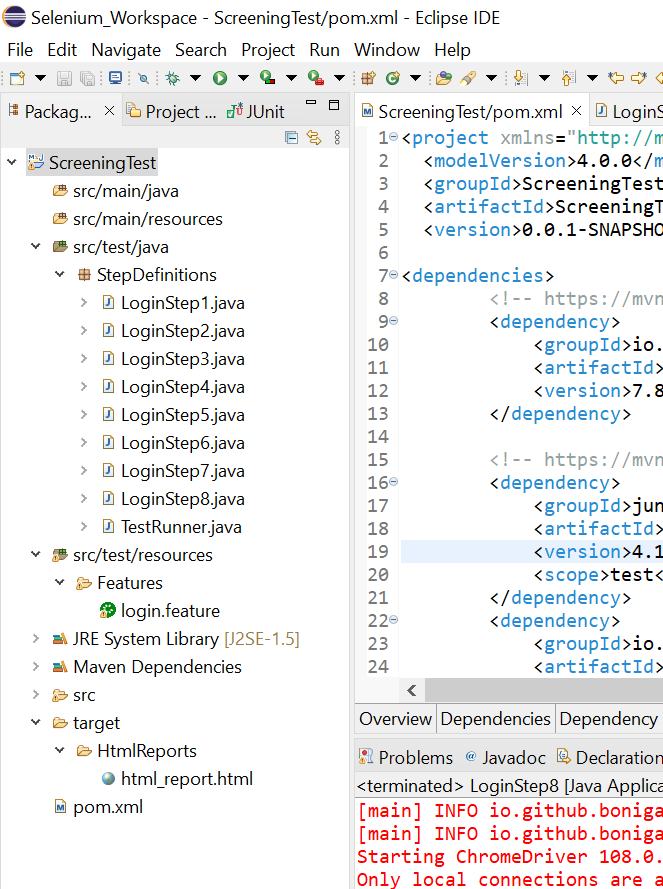 Selenium_Workspace - ScreeningTest/pom.xml - Eclipse IDE
File Edit Navigate Search Project Run Window Help
Packag... Project ... JUnit
ScreeningTest
src/main/java
src/main/resources
src/test/java
StepDefinitions
LoginStep1.java
LoginStep2.java
LoginStep3.java
LoginStep4.java
LoginStep5.java
LoginStep6.java
LoginStep7.java
LoginStep8.java
TestRunner.java
src/test/resources
Features
login.feature
JRE System Library [J2SE-1.5]
Maven Dependencies
src
target
HtmlReports
html_report.html
pom.xml
ScreeningTest/pom.xml LoginS
1 <project xmlns="http://m
2 <modelVersion>4.0.0</m
3 <groupId>ScreeningTest
4 <artifactId>ScreeningT
5 <version>0.0.1-SNAPSHO
6
7 <dependencies>
8 <!-- https://mvn
9 <dependency>
10 <groupId>io.
11 <artifactId>
12 <version>7.8
13 </dependency>
14
15 <!-- https://mvn
16 <dependency>
17 <groupId>jun
18 <artifactId>
19 <version>4.1
20 <scope>test<
21 </dependency>
22 <dependency>
23 <groupId>io.
24 <artifactId>
Overview Dependencies Dependency
Problems @ Javadoc Declaration
<terminated> LoginStep8 [Java Applica
[main] INFO io.github.boniga
[main] INFO io.github.boniga
Starting ChromeDriver 108.0.
Only local connections are a